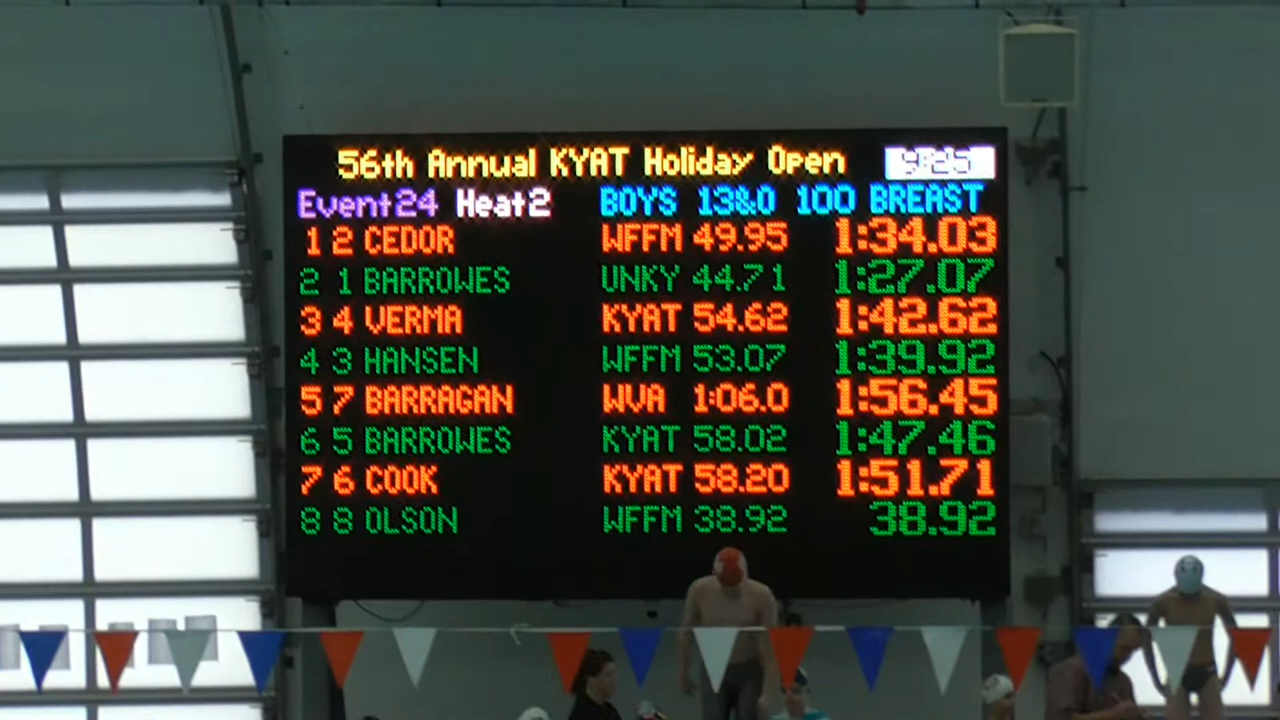 56th Annual KYAT Holiday Open 9:25
Event24 Heat2 BOYS 13&O 100 BREAST
1 2 CEDOR WFFM 49.95 1:34.03
2 1 BARROWES UNKY 44.71 1:27.07
3 4 VERMA KYAT 54.62 1:42.62
4 3 HANSEN WFFM 53.07 1:39.92
5 7 BARRAGAN WVA 1:06.0 1:56.45
6 5 BARROWES KYAT 58.02 1:47.46
7 6 COOK KYAT 58.20 1:51.71
8 8 OLSON WFFM 38.92 38.92